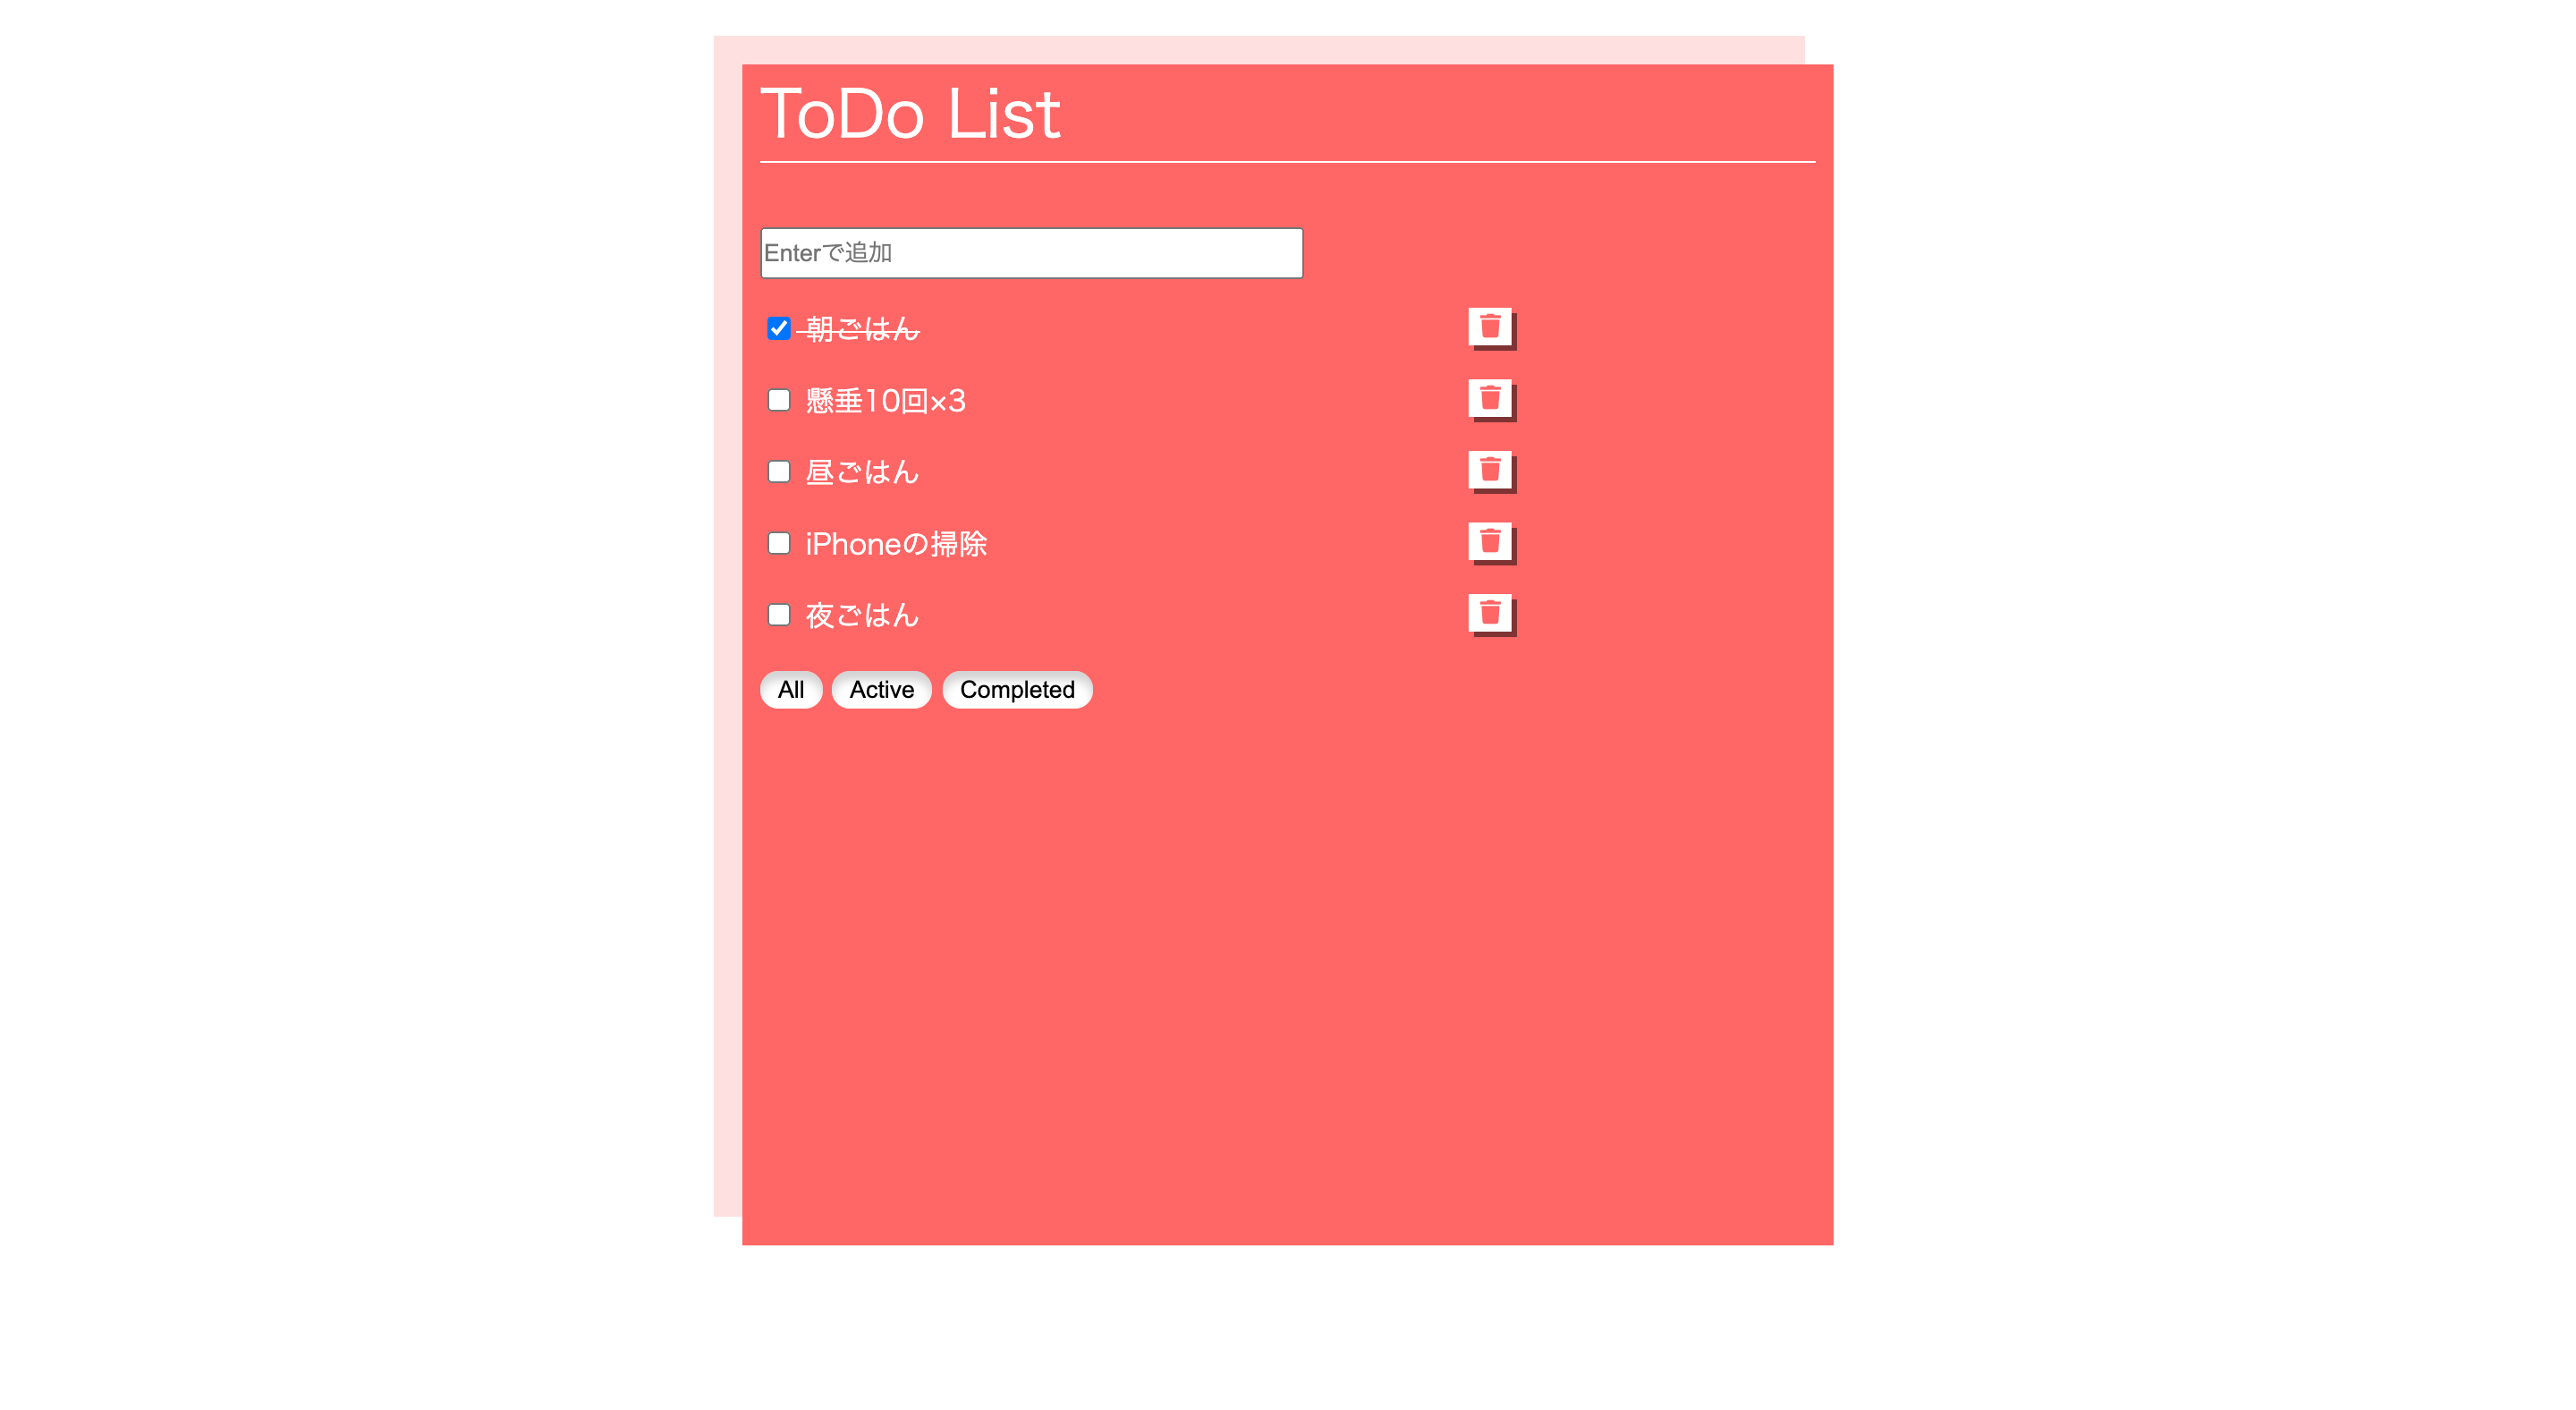 ToDo List
Enterで追加
朝ごはん
懸垂10回×3
昼ごはん
iPhoneの掃除
夜ごはん
All Active Completed